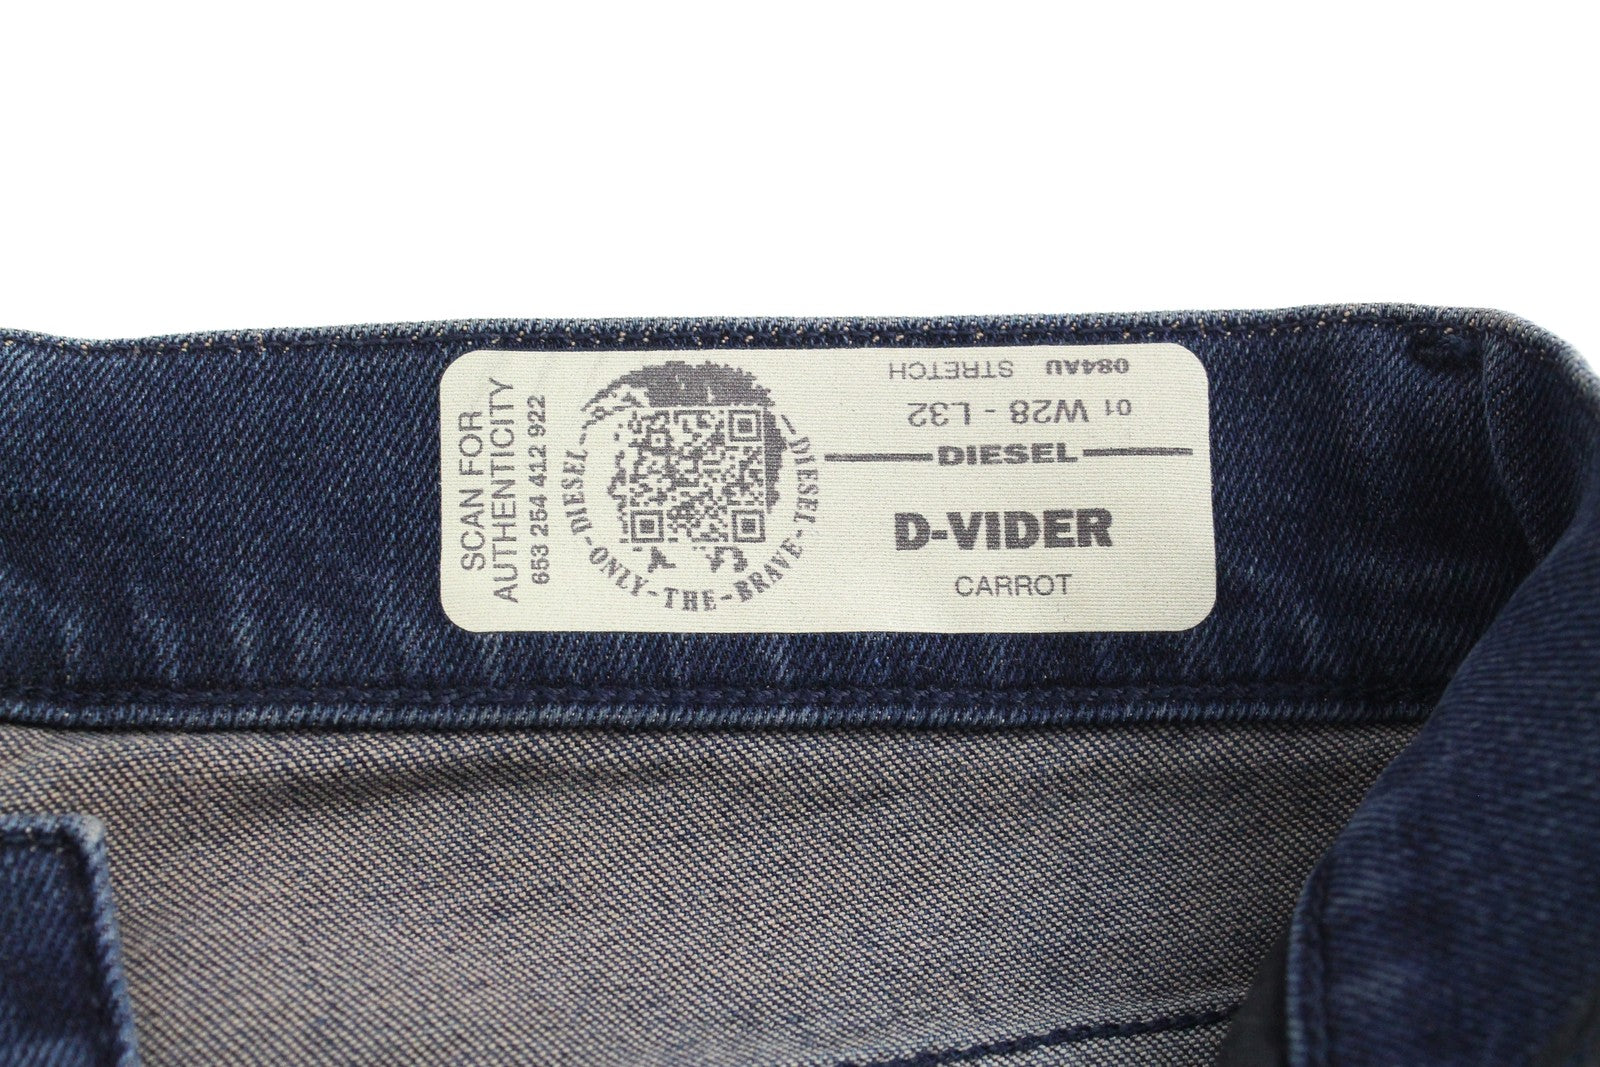 SCAN FOR
AUTHENTICITY
653 254 412 922
DIESEL-ONLY-THE-BRAVE-DIESEL
084AU STRETCH
01 W28 - L32
DIESEL
D-VIDER
CARROT